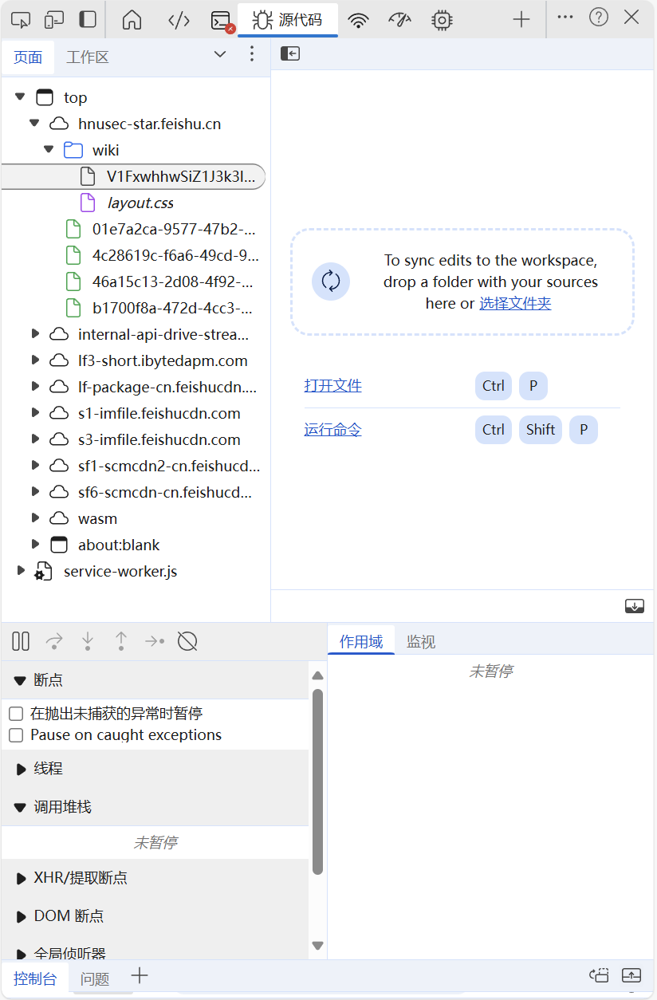 源代码
页面 工作区
top
hnusec-star.feishu.cn
wiki
V1FxwhhwSiZ1J3k3l...
layout.css
01e7a2ca-9577-47b2-...
4c28619c-f6a6-49cd-9...
46a15c13-2d08-4f92-...
b1700f8a-472d-4cc3-...
internal-api-drive-strea...
lf3-short.ibytedapm.com
lf-package-cn.feishucdn....
s1-imfile.feishucdn.com
s3-imfile.feishucdn.com
sf1-scmcdn2-cn.feishucd...
sf6-scmcdn-cn.feishucd...
wasm
about:blank
service-worker.js
To sync edits to the workspace,
drop a folder with your sources
here or 选择文件夹
打开文件 Ctrl P
运行命令 Ctrl Shift P
断点
在抛出未捕获的异常时暂停
Pause on caught exceptions
线程
调用堆栈
未暂停
XHR/提取断点
DOM 断点
全局侦听器
作用域 监视
未暂停
控制台 问题